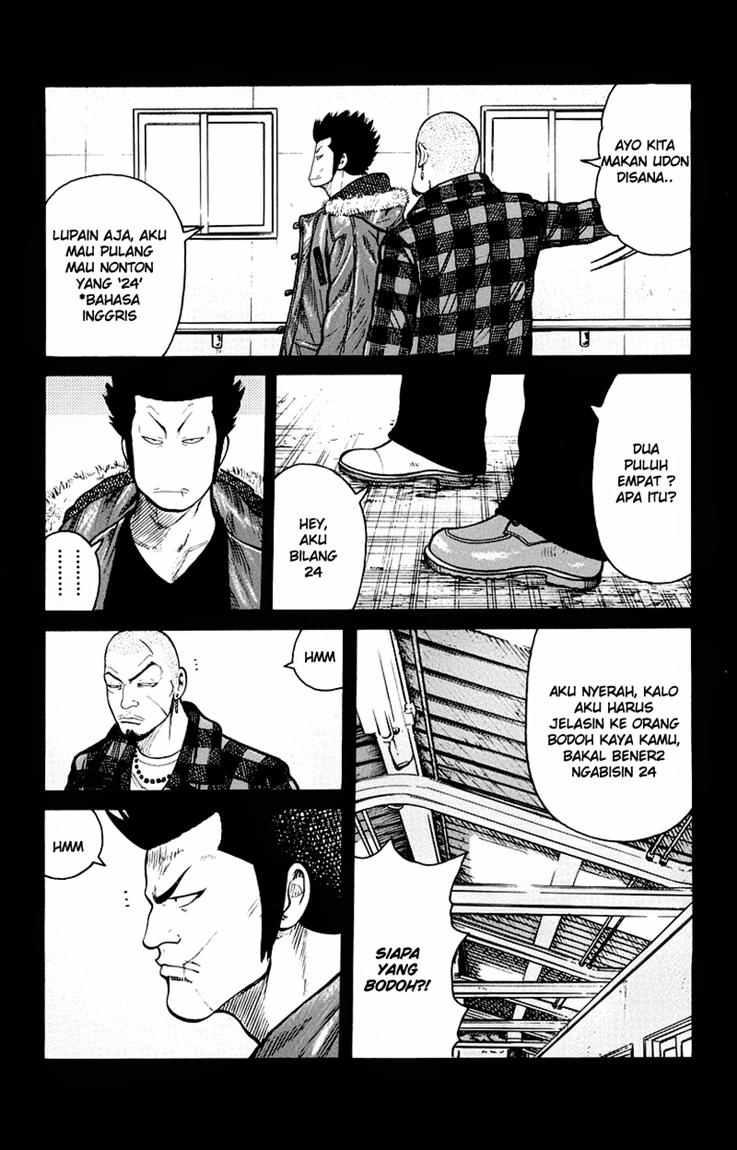 AYO KITA
MAKAN UDON
DISANA..
LUPAIN AJA, AKU
MAU PULANG
MAU NONTON
YANG '24'
*BAHASA
INGGRIS
DUA
PULUH
EMPAT ?
APA ITU?
HEY,
AKU
BILANG
24
AKU NYERAH, KALO
AKU HARUS
JELASIN KE ORANG
BODOH KAYA KAMU,
BAKAL BENER2
NGABISIN 24
SIAPA
YANG
BODOH?!
HMM
HMM